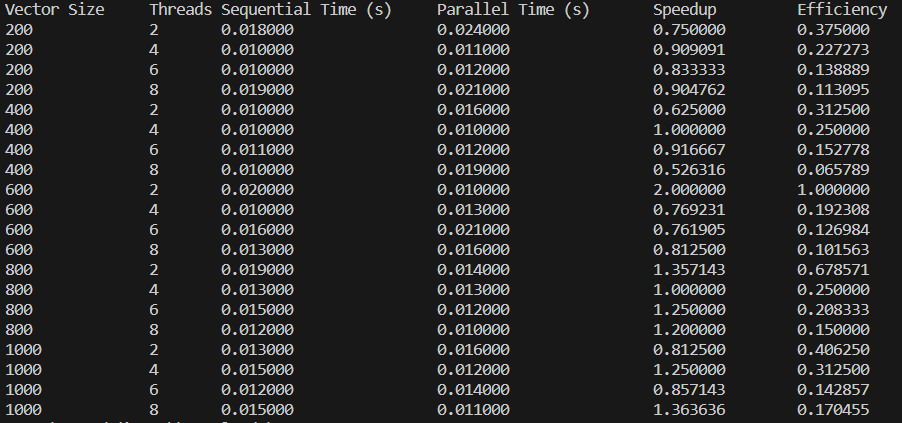 Vector Size Threads Sequential Time (s) Parallel Time (s) Speedup Efficiency
200 2 0.018000 0.024000 0.750000 0.375000
200 4 0.010000 0.011000 0.909091 0.227273
200 6 0.010000 0.012000 0.833333 0.138889
200 8 0.019000 0.021000 0.904762 0.113095
400 2 0.010000 0.016000 0.625000 0.312500
400 4 0.010000 0.010000 1.000000 0.250000
400 6 0.011000 0.012000 0.916667 0.152778
400 8 0.010000 0.019000 0.526316 0.065789
600 2 0.020000 0.010000 2.000000 1.000000
600 4 0.010000 0.013000 0.769231 0.192308
600 6 0.016000 0.021000 0.761905 0.126984
600 8 0.013000 0.016000 0.812500 0.101563
800 2 0.019000 0.014000 1.357143 0.678571
800 4 0.013000 0.013000 1.000000 0.250000
800 6 0.015000 0.012000 1.250000 0.208333
800 8 0.012000 0.010000 1.200000 0.150000
1000 2 0.013000 0.016000 0.812500 0.406250
1000 4 0.015000 0.012000 1.250000 0.312500
1000 6 0.012000 0.014000 0.857143 0.142857
1000 8 0.015000 0.011000 1.363636 0.170455